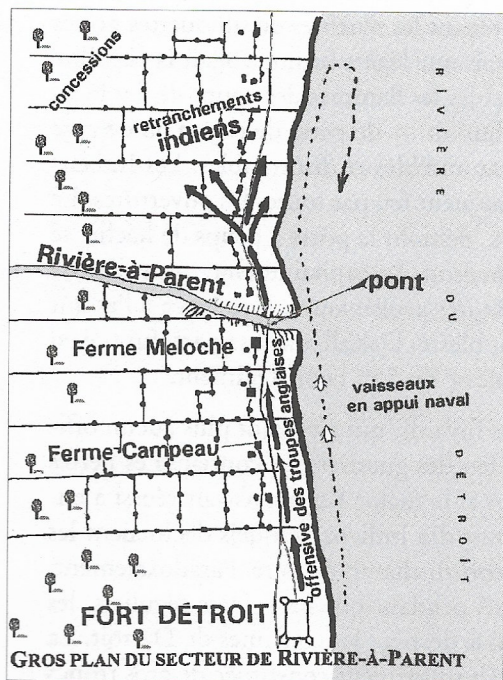 concessions
retranchements
indiens
RIVIÈRE
DU
DÉTROIT
Rivière-à-Parent
pont
Ferme Meloche
vaisseaux
en appui naval
offensive des troupes anglaises
Ferme Campeau
FORT DÉTROIT
GROS PLAN DU SECTEUR DE RIVIÈRE-À-PARENT